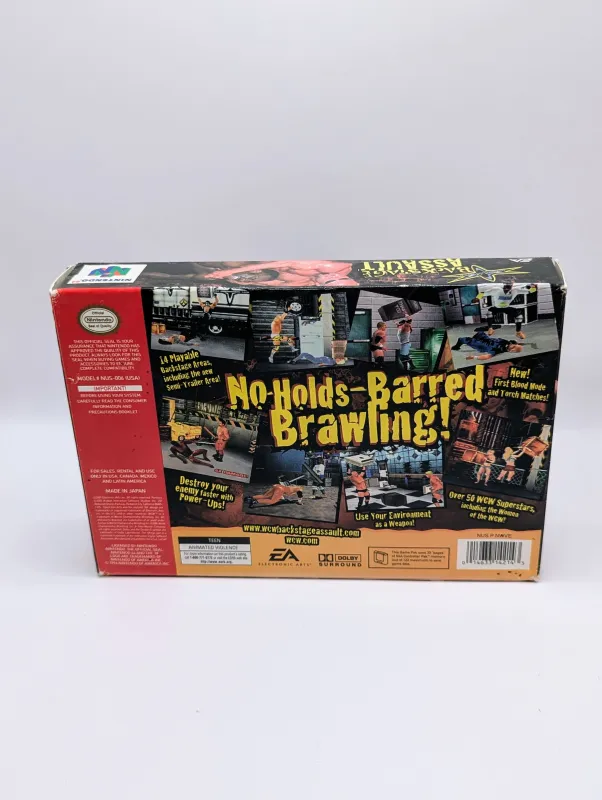 NINTENDO 64
BACKSTAGE
ASSAULT
EA
Nintendo
Seal of Quality
THIS OFFICIAL SEAL IS YOUR
ASSURANCE THAT NINTENDO HAS
APPROVED THE QUALITY OF THIS
PRODUCT. ALWAYS LOOK FOR THIS
SEAL WHEN BUYING GAMES AND
ACCESSORIES TO ENSURE
COMPLETE COMPATIBILITY.
MODEL# NUS-006 (USA)
IMPORTANT!
BEFORE USING YOUR SYSTEM
CAREFULLY READ THE CONSUMER
INFORMATION AND
PRECAUTIONS BOOKLET
FOR SALES, RENTAL AND USE
ONLY IN USA, CANADA, MEXICO
AND LATIN AMERICA
MADE IN JAPAN
14 Playable
Backstage Areas,
including the new
Semi-Trailer Area!
New!
First Blood Mode
and Torch Matches!
No-Holds-Barred
Brawling!
Destroy your
enemy faster with
Power-Ups!
Use Your Environment
as a Weapon!
Over 50 WCW Superstars,
including the Women
of the WCW!
www.wcwbackstageassault.com
wcw.com
TEEN
ANIMATED VIOLENCE
EA
ELECTRONIC ARTS
DOLBY
SURROUND